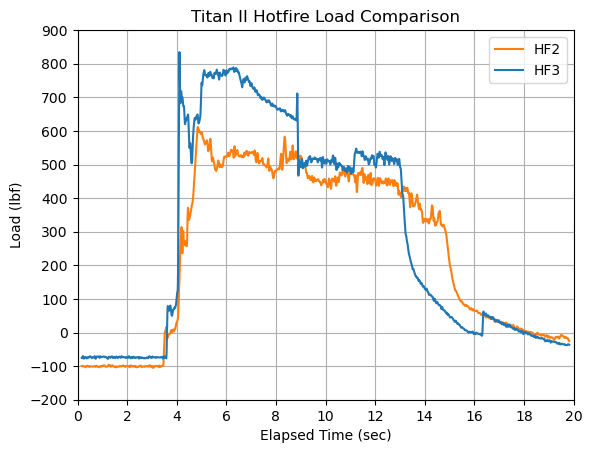 Titan II Hotfire Load Comparison
HF2
HF3
Load (lbf)
900
800
700
600
500
400
300
200
100
0
−100
−200
0 2 4 6 8 10 12 14 16 18 20
Elapsed Time (sec)